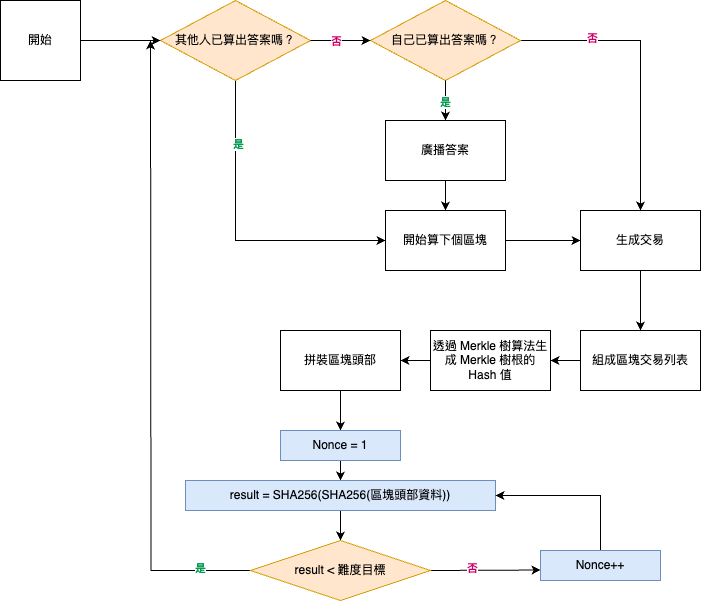 開始
其他人已算出答案嗎？
否
自己已算出答案嗎？
否
是
是
廣播答案
開始算下個區塊
生成交易
組成區塊交易列表
透過 Merkle 樹算法生
成 Merkle 樹根的
Hash 值
拼裝區塊頭部
Nonce = 1
result = SHA256(SHA256(區塊頭部資料))
result < 難度目標
是
否
Nonce++